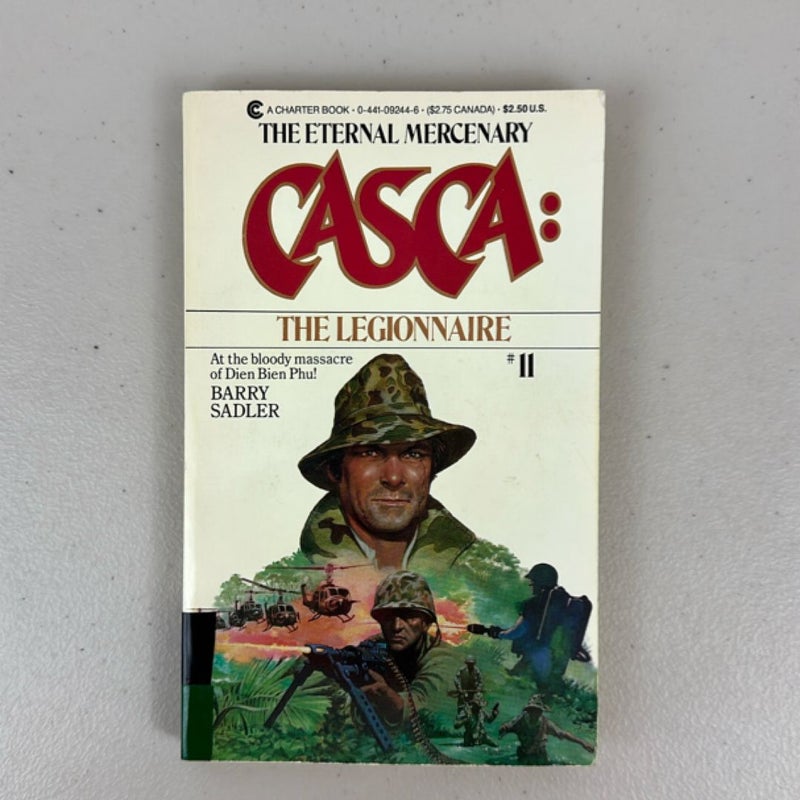 A CHARTER BOOK • 0-441-09244-6 • ($2.75 CANADA) • $2.50 U.S.
THE ETERNAL MERCENARY
CASCA:
THE LEGIONNAIRE
#11
At the bloody massacre
of Dien Bien Phu!
BARRY
SADLER